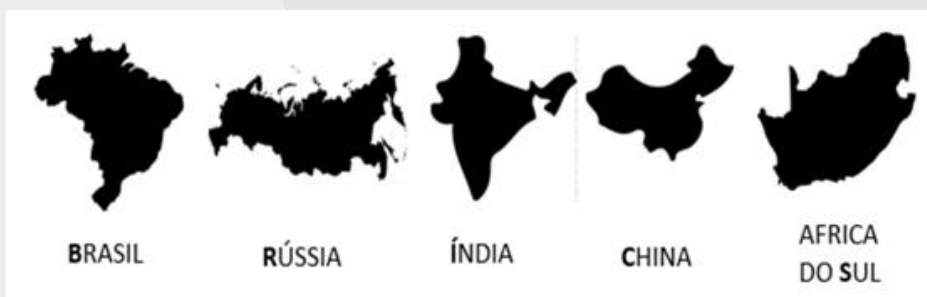 BRASIL
RÚSSIA
ÍNDIA
CHINA
AFRICA
DO SUL